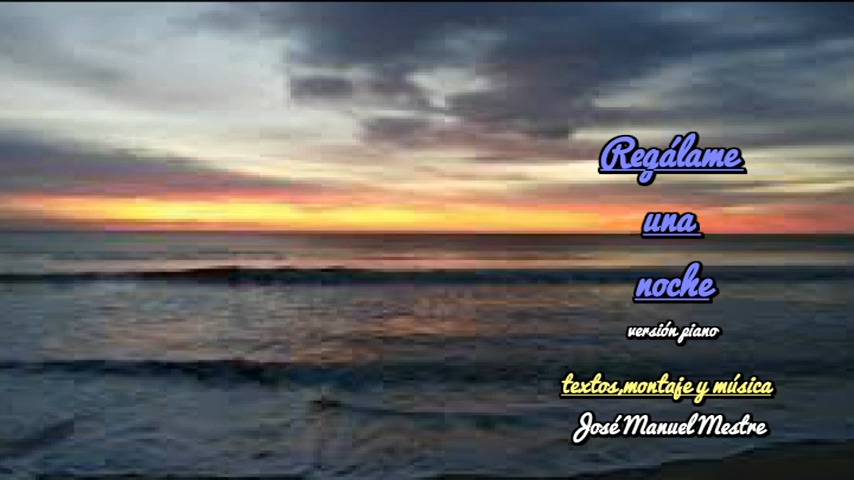 Regálame
una
noche
versión piano
textos,montaje y música
José Manuel Mestre